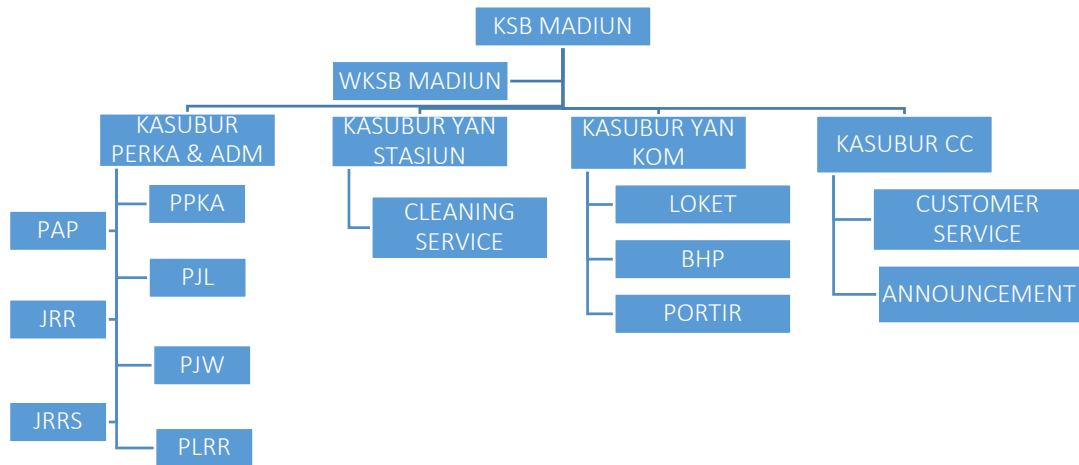 KSB MADIUN
WKSB MADIUN
KASUBUR
PERKA & ADM
KASUBUR YAN
STASIUN
KASUBUR YAN
KOM
KASUBUR CC
PPKA
PAP
PJL
JRR
PJW
JRRS
PLRR
CLEANING
SERVICE
LOKET
BHP
PORTIR
CUSTOMER
SERVICE
ANNOUNCEMENT